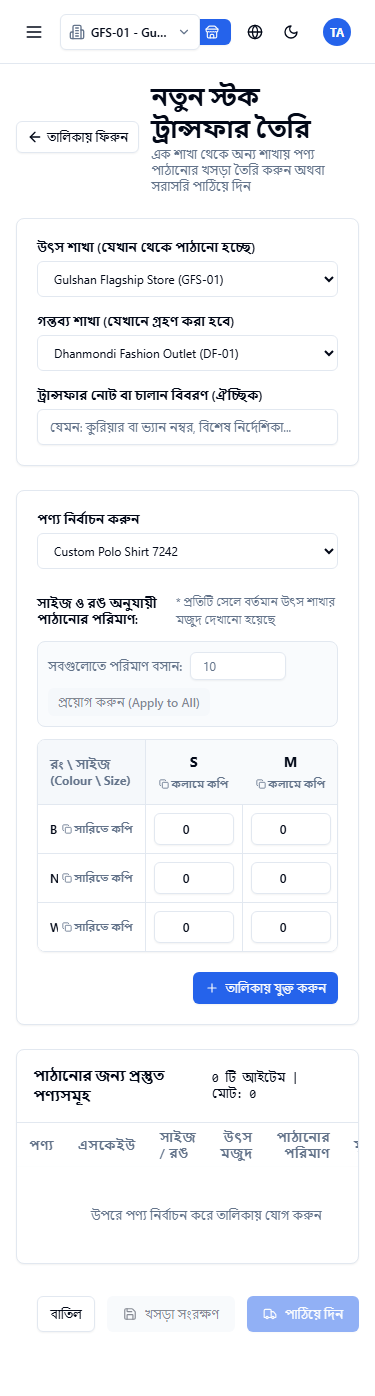 GFS-01 - Gu...
TA
তালিকায় ফিরুন
নতুন স্টক
ট্রান্সফার তৈরি
এক শাখা থেকে অন্য শাখায় পণ্য
পাঠানোর খসড়া তৈরি করুন অথবা
সরাসরি পাঠিয়ে দিন
উৎস শাখা (যেখান থেকে পাঠানো হচ্ছে)
Gulshan Flagship Store (GFS-01)
গন্তব্য শাখা (যেখানে গ্রহণ করা হবে)
Dhanmondi Fashion Outlet (DF-01)
ট্রান্সফার নোট বা চালান বিবরণ (ঐচ্ছিক)
যেমন: কুরিয়ার বা ভ্যান নম্বর, বিশেষ নির্দেশিকা...
পণ্য নির্বাচন করুন
Custom Polo Shirt 7242
সাইজ ও রঙ অনুযায়ী
পাঠানোর পরিমাণ:
* প্রতিটি সেলে বর্তমান উৎস শাখার
মজুদ দেখানো হয়েছে
সবগুলোতে পরিমাণ বসান: 10
প্রয়োগ করুন (Apply to All)
রং \ সাইজ
(Colour \ Size)
S
কলামে কপি
M
কলামে কপি
B সারিতে কপি 0 0
N সারিতে কপি 0 0
সারিতে কপি 0 0
তালিকায় যুক্ত করুন
পাঠানোর জন্য প্রস্তুত
পণ্যসমূহ
0 টি আইটেম |
মোট: 0
পণ্য
এসকেইউ
সাইজ
/ রঙ
উৎস
মজুদ
পাঠানোর
পরিমাণ
উপরে পণ্য নির্বাচন করে তালিকায় যোগ করুন
বাতিল
খসড়া সংরক্ষণ
পাঠিয়ে দিন